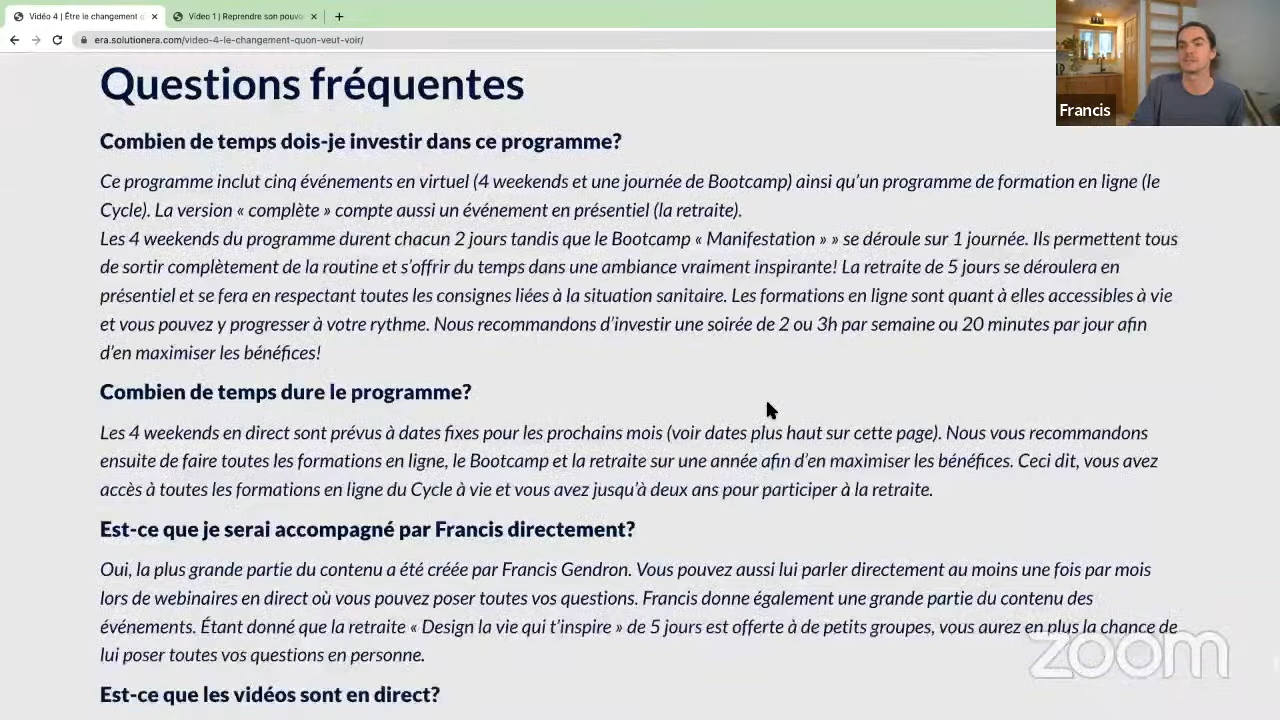 Vidéo 4 | Être le changement q
Video 1 | Reprendre son pouvo
era.solutionera.com/video-4-le-changement-quon-veut-voir/
Francis
Questions fréquentes
Combien de temps dois-je investir dans ce programme?
Ce programme inclut cinq événements en virtuel (4 weekends et une journée de Bootcamp) ainsi qu'un programme de formation en ligne (le
Cycle). La version « complète » compte aussi un événement en présentiel (la retraite).
Les 4 weekends du programme durent chacun 2 jours tandis que le Bootcamp « Manifestation » » se déroule sur 1 journée. Ils permettent tous
de sortir complètement de la routine et s'offrir du temps dans une ambiance vraiment inspirante! La retraite de 5 jours se déroulera en
présentiel et se fera en respectant toutes les consignes liées à la situation sanitaire. Les formations en ligne sont quant à elles accessibles à vie
et vous pouvez y progresser à votre rythme. Nous recommandons d'investir une soirée de 2 ou 3h par semaine ou 20 minutes par jour afin
d'en maximiser les bénéfices!
Combien de temps dure le programme?
Les 4 weekends en direct sont prévus à dates fixes pour les prochains mois (voir dates plus haut sur cette page). Nous vous recommandons
ensuite de faire toutes les formations en ligne, le Bootcamp et la retraite sur une année afin d'en maximiser les bénéfices. Ceci dit, vous avez
accès à toutes les formations en ligne du Cycle à vie et vous avez jusqu'à deux ans pour participer à la retraite.
Est-ce que je serai accompagné par Francis directement?
Oui, la plus grande partie du contenu a été créée par Francis Gendron. Vous pouvez aussi lui parler directement au moins une fois par mois
lors de webinaires en direct où vous pouvez poser toutes vos questions. Francis donne également une grande partie du contenu des
événements. Étant donné que la retraite « Design la vie qui t'inspire » de 5 jours est offerte à de petits groupes, vous aurez en plus la chance de
lui poser toutes vos questions en personne.
zoom
Est-ce que les vidéos sont en direct?